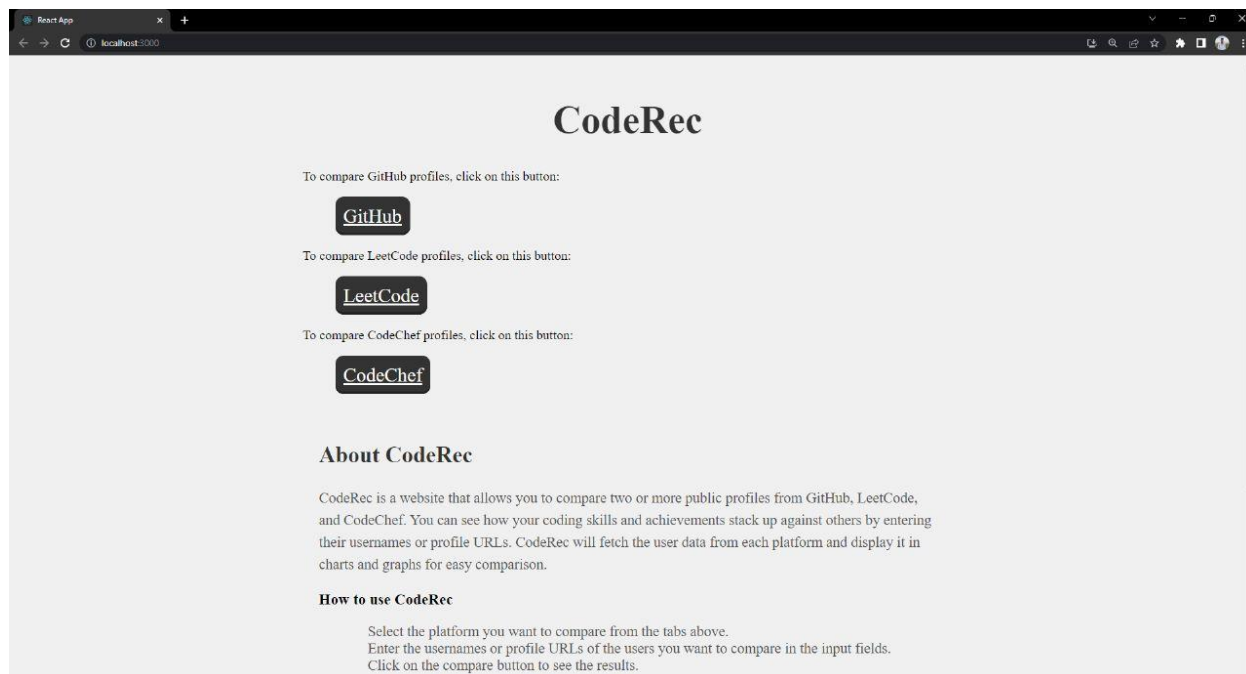 React App
localhost:3000
CodeRec
To compare GitHub profiles, click on this button:
GitHub
To compare LeetCode profiles, click on this button:
LeetCode
To compare CodeChef profiles, click on this button:
CodeChef
About CodeRec
CodeRec is a website that allows you to compare two or more public profiles from GitHub, LeetCode,
and CodeChef. You can see how your coding skills and achievements stack up against others by entering
their usernames or profile URLs. CodeRec will fetch the user data from each platform and display it in
charts and graphs for easy comparison.
How to use CodeRec
Select the platform you want to compare from the tabs above.
Enter the usernames or profile URLs of the users you want to compare in the input fields.
Click on the compare button to see the results.